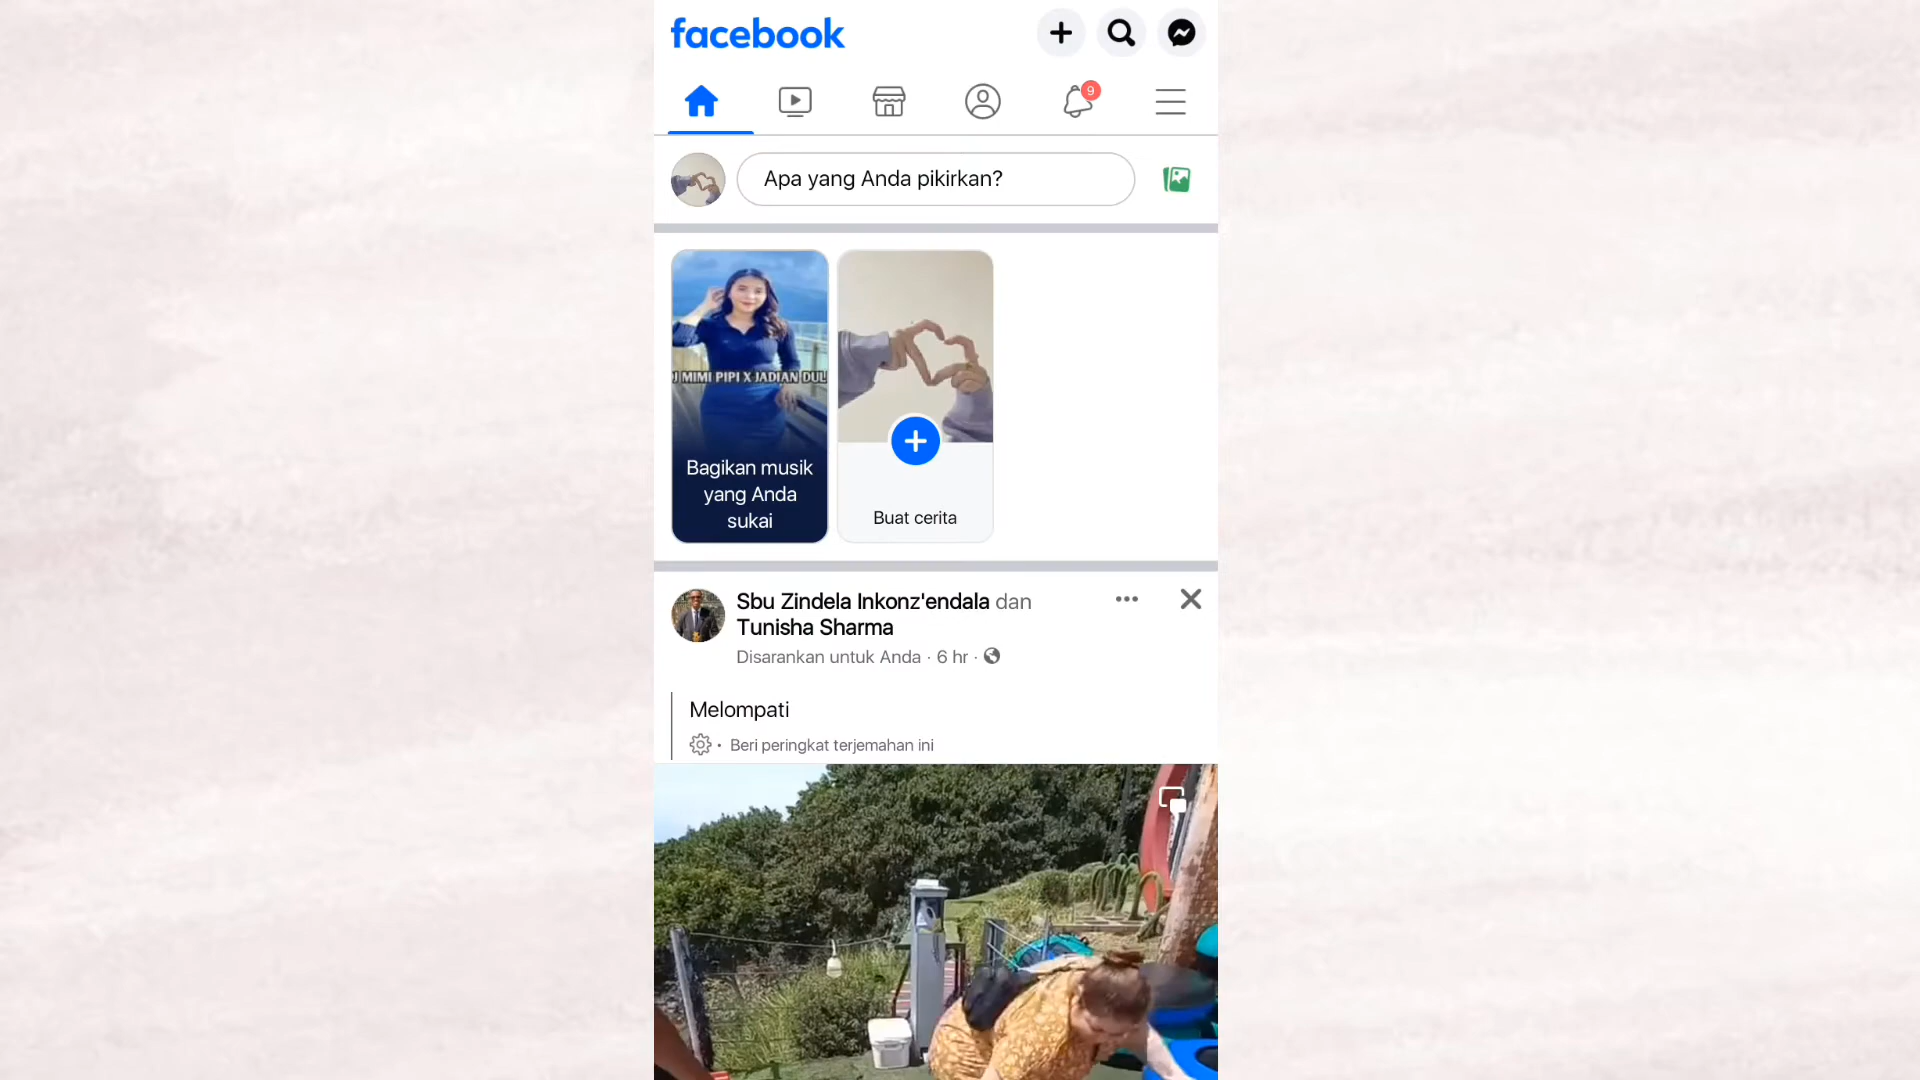 facebook
9
Apa yang Anda pikirkan?
J MIMI PIPI X JADIAN DUL
Bagikan musik
yang Anda
sukai
Buat cerita
Sbu Zindela Inkonz'endala dan
Tunisha Sharma
Disarankan untuk Anda · 6 hr ·
Melompati
· Beri peringkat terjemahan ini